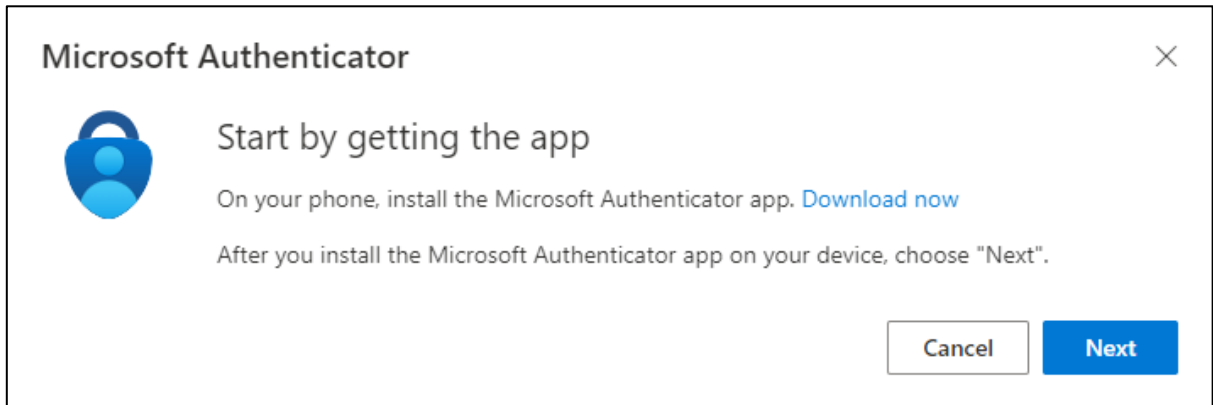 Microsoft Authenticator
Start by getting the app
On your phone, install the Microsoft Authenticator app. Download now
After you install the Microsoft Authenticator app on your device, choose "Next".
Cancel
Next